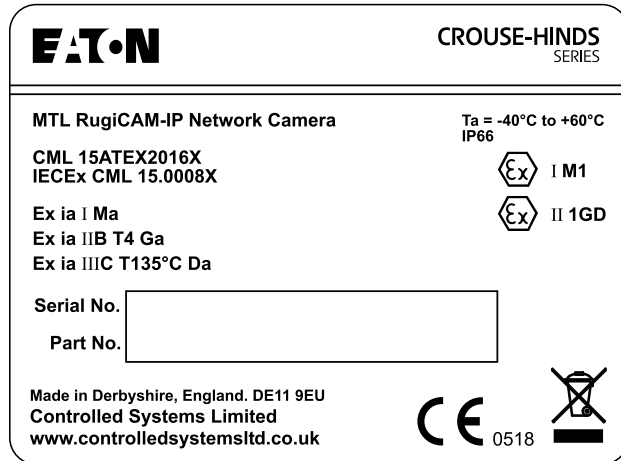 EATON
CROUSE-HINDS
SERIES
MTL RugiCAM-IP Network Camera
Ta = -40°C to +60°C
IP66
CML 15ATEX2016X
IECEx CML 15.0008X
Ex I M1
Ex ia I Ma
Ex II 1GD
Ex ia IIB T4 Ga
Ex ia IIIC T135°C Da
Serial No.
Part No.
Made in Derbyshire, England. DE11 9EU
Controlled Systems Limited
www.controlledsystemsltd.co.uk
CE 0518